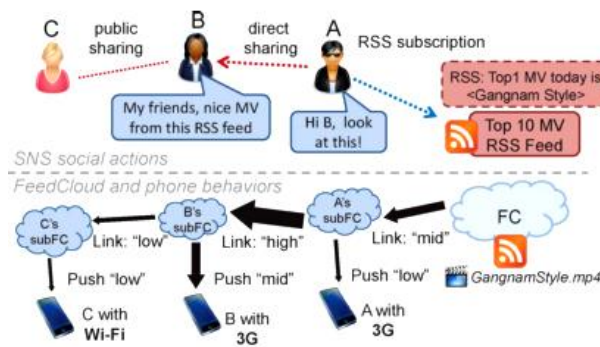 C
B
A
public
sharing
direct
sharing
RSS subscription
RSS: Top1 MV today is
<Gangnam Style>
My friends, nice MV
from this RSS feed
Hi B, look
at this!
Top 10 MV
RSS Feed
SNS social actions
FeedCloud and phone behaviors
C's
subFC
B's
subFC
A's
subFC
FC
Link: "low"
Link: "high"
Link: "mid"
Push "low"
Push "mid"
Push "low"
GangnamStyle.mp4
C with
Wi-Fi
B with
3G
A with
3G